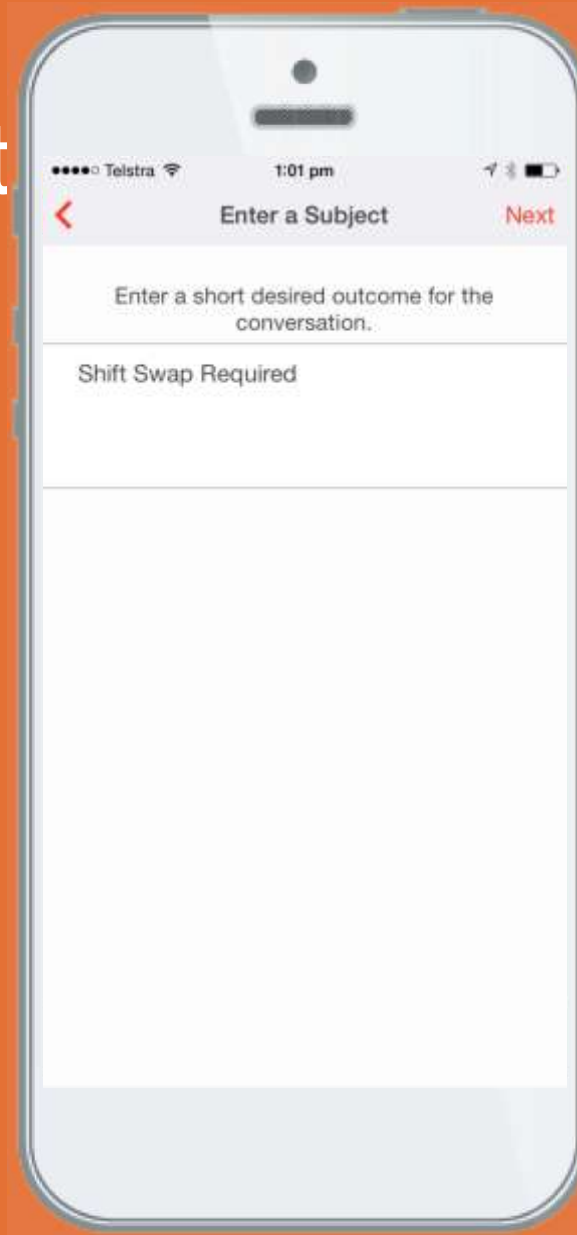 t
Telstra 1:01 pm
Enter a Subject Next
Enter a short desired outcome for the
conversation.
Shift Swap Required